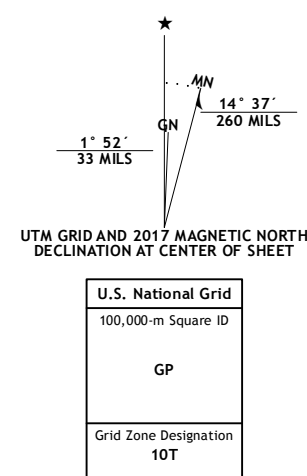 MN
GN
14° 37´
260 MILS
1° 52´
33 MILS
UTM GRID AND 2017 MAGNETIC NORTH
DECLINATION AT CENTER OF SHEET
U.S. National Grid
100,000-m Square ID
GP
Grid Zone Designation
10T